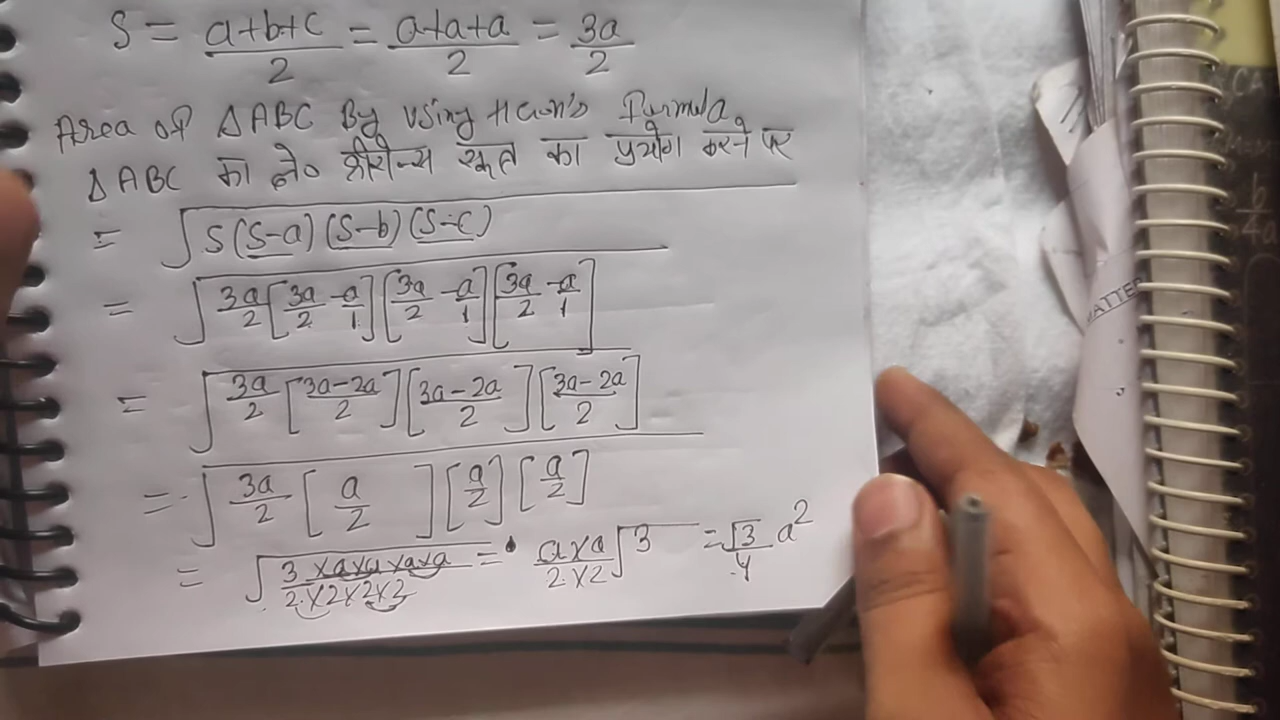 S = a+b+c/2 = a+a+a/2 = 3a/2
Area of ΔABC By using Heron's Formula,
ΔABC का क्षे० हीरोन्स सूत्र का प्रयोग करने पर
= √S(S-a)(S-b)(S-c)
= √3a/2[3a/2-a/1][3a/2-a/1][3a/2-a/1]
= √3a/2[3a-2a/2][3a-2a/2][3a-2a/2]
= √3a/2[a/2][a/2][a/2]
= √3×a×a×a×a/2×2×2×2 = a×a/2×2 √3 = √3/4 a²
MATTER
b/4a